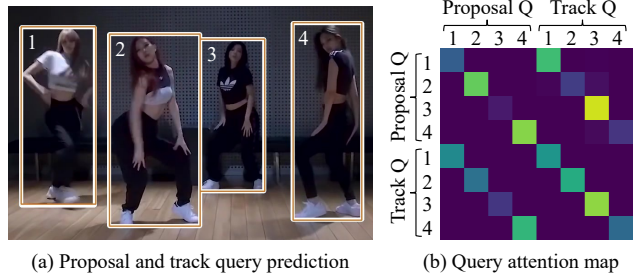 1
2
3
4
adidas
(a) Proposal and track query prediction
Proposal Q Track Q
1 2 3 4 1 2 3 4
Proposal Q
1
2
3
4
Track Q
1
2
3
4
(b) Query attention map